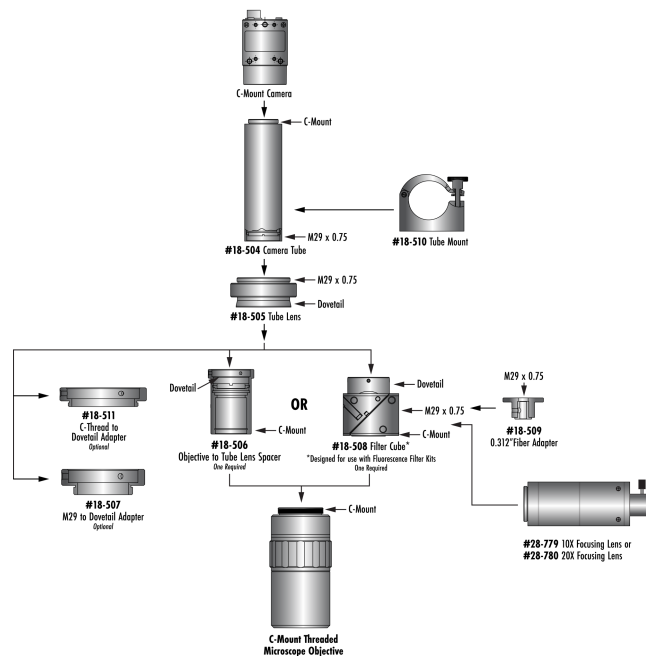 C-Mount Camera
C-Mount
M29 x 0.75
#18-504 Camera Tube
#18-510 Tube Mount
M29 x 0.75
Dovetail
#18-505 Tube Lens
#18-511
C-Thread to
Dovetail Adapter
Optional
#18-507
M29 to Dovetail Adapter
Optional
Dovetail
C-Mount
#18-506
Objective to Tube Lens Spacer
One Required
OR
Dovetail
M29 x 0.75
C-Mount
#18-508 Filter Cube*
*Designed for use with Fluorescence Filter Kits
One Required
M29 x 0.75
#18-509
0.312"Fiber Adapter
#28-779 10X Focusing Lens or
#28-780 20X Focusing Lens
C-Mount
C-Mount Threaded
Microscope Objective